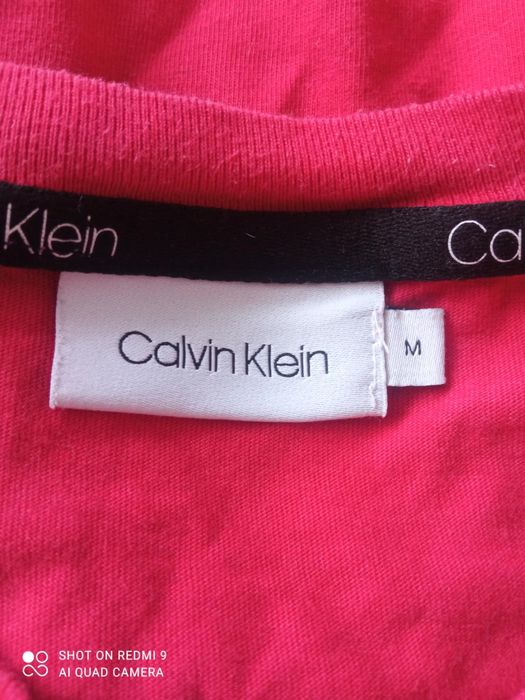 Klein Ca
Calvin Klein
M
SHOT ON REDMI 9
AI QUAD CAMERA